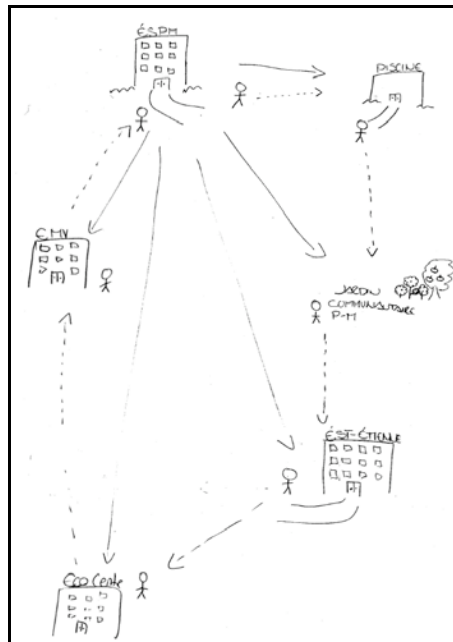 ÉSPM
PISCINE
CMV
JARDIN
COMMUNAUTAIRE
P-M
ÉST-ÉTIENNE
Eco Centre